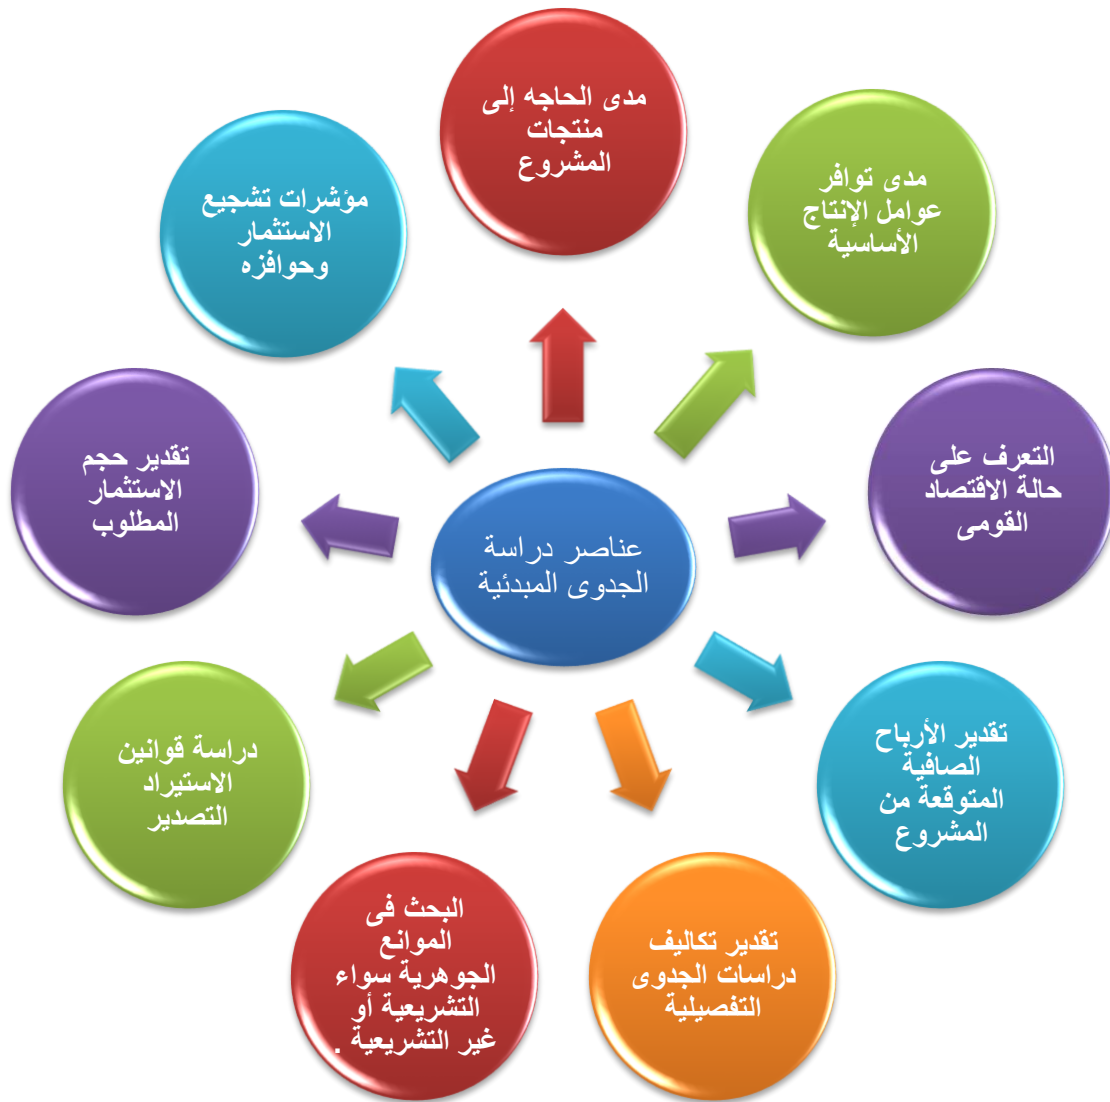 عناصر دراسة
الجدوى المبدئية
مدى الحاجه إلى
منتجات
المشروع
مدى توافر
عوامل الإنتاج
الأساسية
التعرف على
حالة الاقتصاد
القومى
تقدير الأرباح
الصافية
المتوقعة من
المشروع
تقدير تكاليف
دراسات الجدوى
التفصيلية
البحث فى
الموانع
الجوهرية سواء
التشريعية أو
غير التشريعية .
دراسة قوانين
الاستيراد
التصدير
تقدير حجم
الاستثمار
المطلوب
مؤشرات تشجيع
الاستثمار
وحوافزه